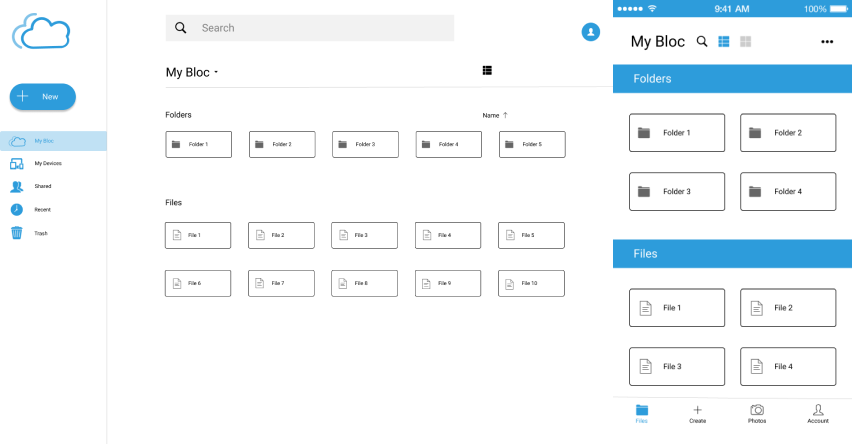 Search
My Bloc
New
Folders
Name ↑
My Bloc
Folder 1 Folder 2 Folder 3 Folder 4 Folder 5
My Devices
Shared
Recent
Trash
Files
File 1 File 2 File 3 File 4 File 5
File 6 File 7 File 8 File 9 File 10
9:41 AM 100%
My Bloc
Folders
Folder 1 Folder 2
Folder 3 Folder 4
Files
File 1 File 2
File 3 File 4
Files Create Photos Account